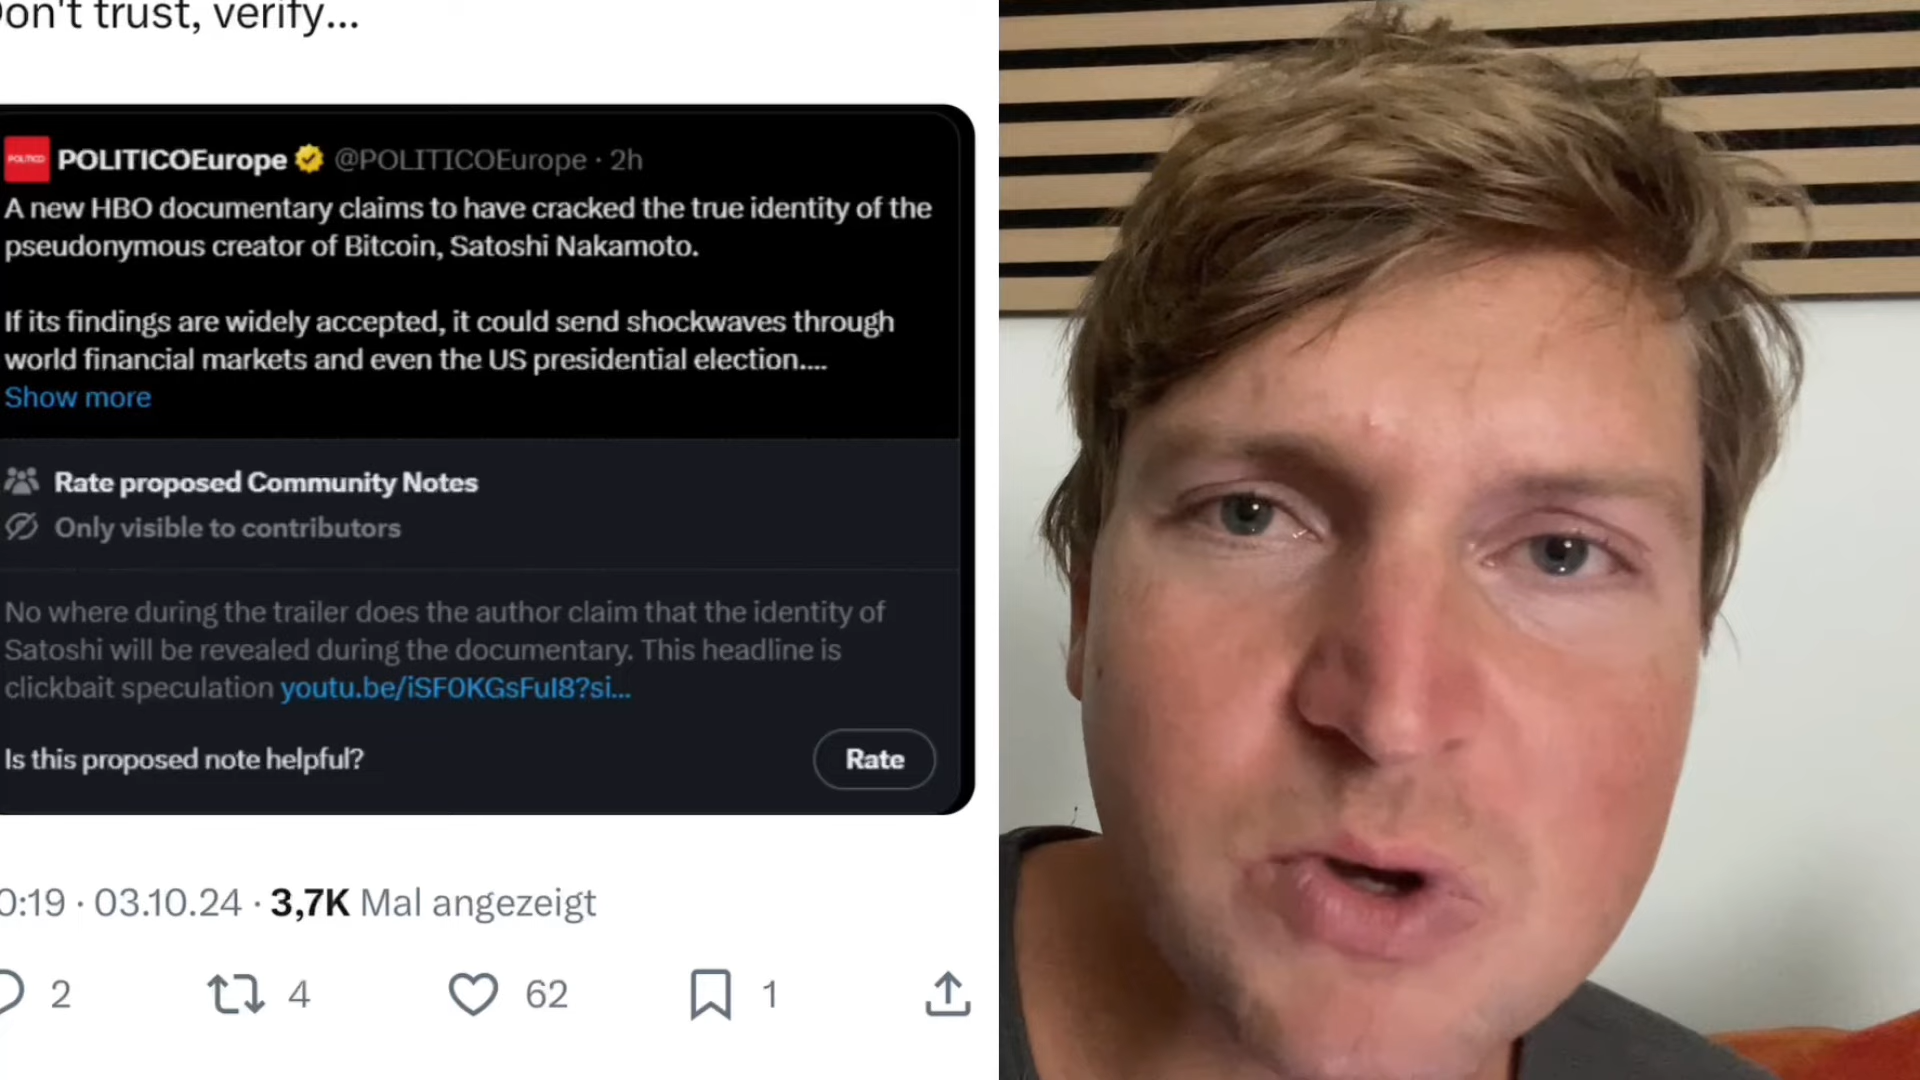 on't trust, verify...
POLITICO
POLITICOEurope @POLITICOEurope · 2h
A new HBO documentary claims to have cracked the true identity of the
pseudonymous creator of Bitcoin, Satoshi Nakamoto.
If its findings are widely accepted, it could send shockwaves through
world financial markets and even the US presidential election....
Show more
Rate proposed Community Notes
Only visible to contributors
No where during the trailer does the author claim that the identity of
Satoshi will be revealed during the documentary. This headline is
clickbait speculation youtu.be/iSF0KGsFuI8?si...
Is this proposed note helpful?
Rate
0:19 · 03.10.24 · 3,7K Mal angezeigt
2 4 62 1